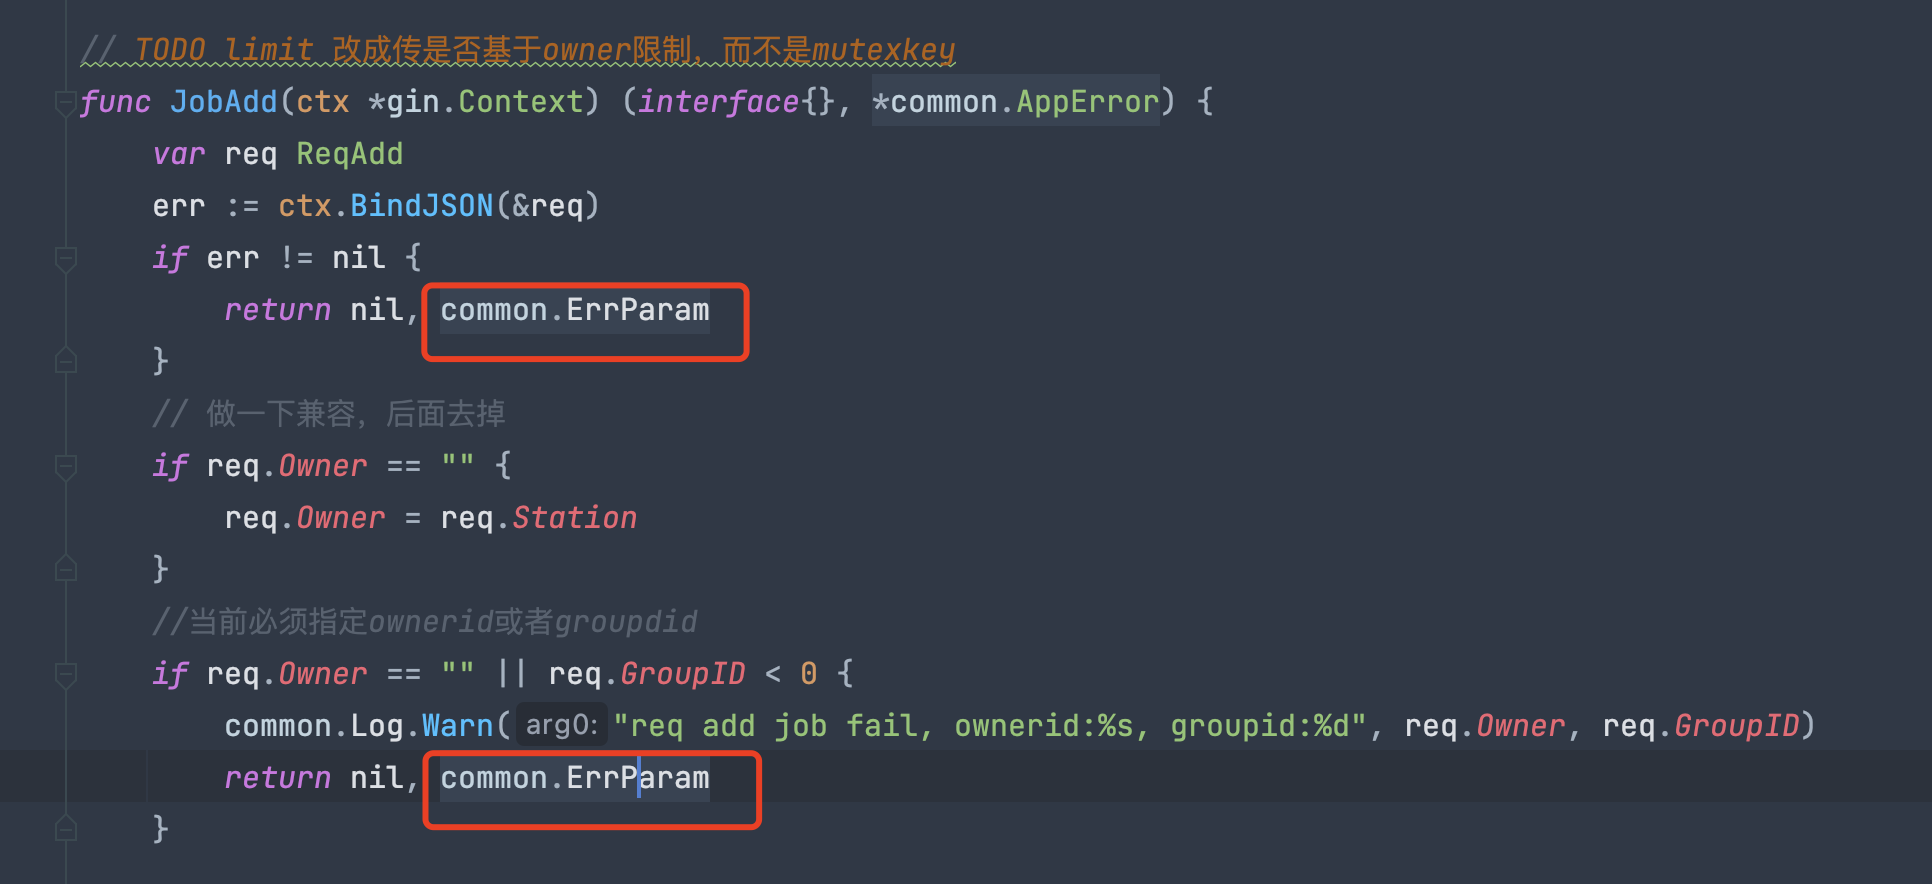 // TODO limit 改成传是否基于owner限制，而不是mutexkey
func JobAdd(ctx *gin.Context) (interface{}, *common.AppError) {
    var req ReqAdd
    err := ctx.BindJSON(&req)
    if err != nil {
        return nil, common.ErrParam
    }
    // 做一下兼容，后面去掉
    if req.Owner == "" {
        req.Owner = req.Station
    }
    //当前必须指定ownerid或者groupdid
    if req.Owner == "" || req.GroupID < 0 {
        common.Log.Warn( arg0: "req add job fail, ownerid:%s, groupid:%d", req.Owner, req.GroupID)
        return nil, common.ErrParam
    }